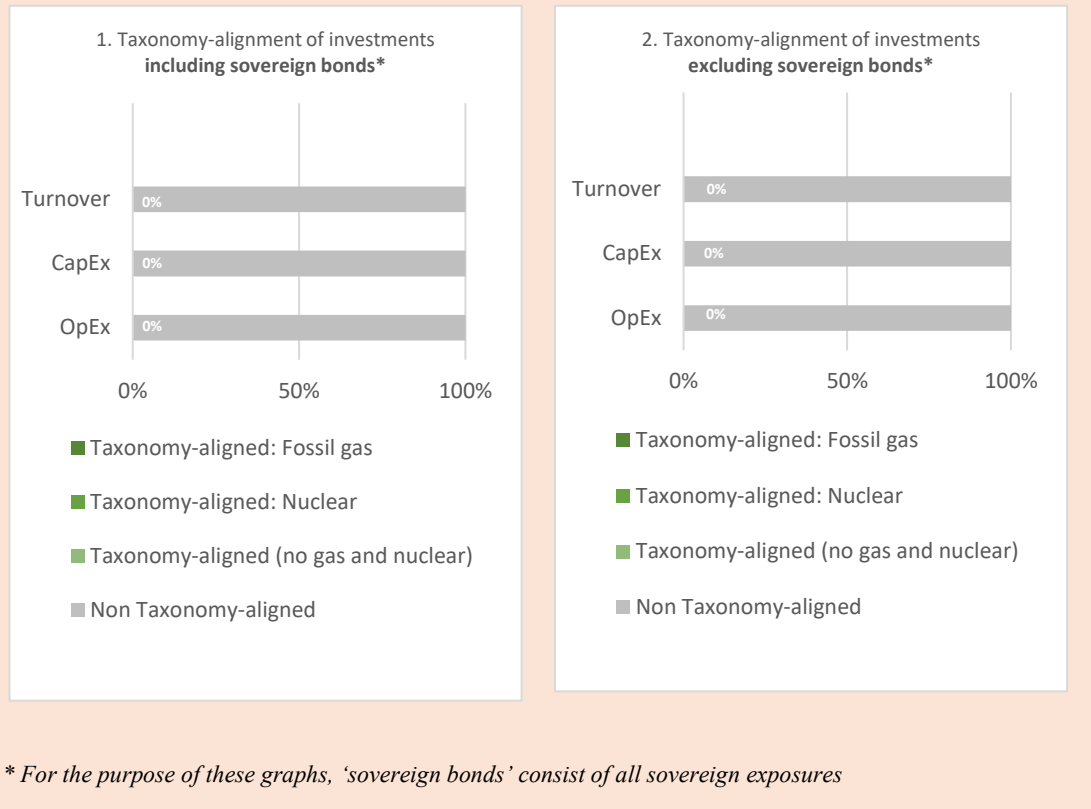 1. Taxonomy-alignment of investments
including sovereign bonds*
Turnover
0%
CapEx
0%
OpEx
0%
0%
50%
100%
Taxonomy-aligned: Fossil gas
Taxonomy-aligned: Nuclear
Taxonomy-aligned (no gas and nuclear)
Non Taxonomy-aligned
2. Taxonomy-alignment of investments
excluding sovereign bonds*
Turnover
0%
CapEx
0%
OpEx
0%
0%
50%
100%
Taxonomy-aligned: Fossil gas
Taxonomy-aligned: Nuclear
Taxonomy-aligned (no gas and nuclear)
Non Taxonomy-aligned
* For the purpose of these graphs, ‘sovereign bonds’ consist of all sovereign exposures